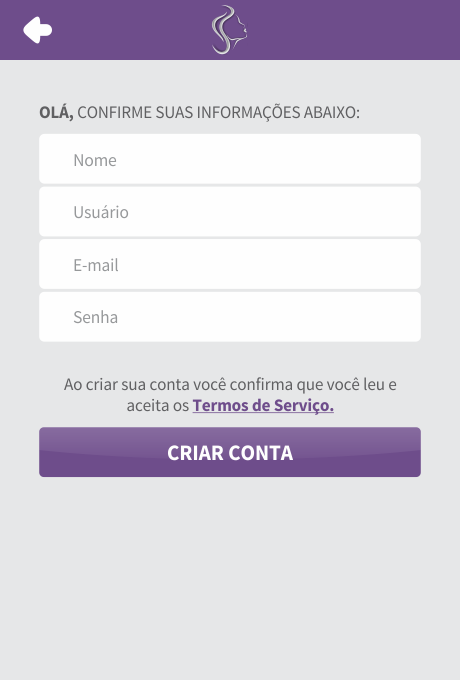 OLÁ, CONFIRME SUAS INFORMAÇÕES ABAIXO:
Nome
Usuário
E-mail
Senha
Ao criar sua conta você confirma que você leu e
aceita os Termos de Serviço.
CRIAR CONTA